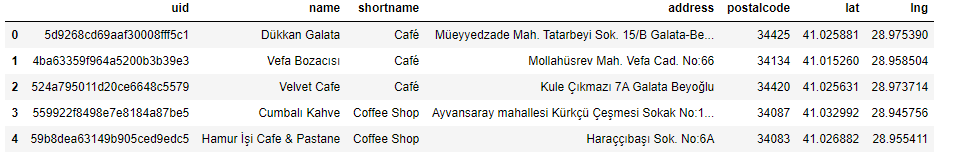 uid name shortname address postalcode lat lng
0 5d9268cd69aaf30008fff5c1 Dükkan Galata Café Müeyyedzade Mah. Tatarbeyi Sok. 15/B Galata-Be... 34425 41.025881 28.975390
1 4ba63359f964a5200b3b39e3 Vefa Bozacısı Café Mollahüsrev Mah. Vefa Cad. No:66 34134 41.015260 28.958504
2 524a795011d20ce6648c5579 Velvet Cafe Café Kule Çıkmazı 7A Galata Beyoğlu 34420 41.025631 28.973714
3 559922f8498e7e8184a87be5 Cumbalı Kahve Coffee Shop Ayvansaray mahallesi Kürkçü Çeşmesi Sokak No:1... 34087 41.032992 28.945756
4 59b8dea63149b905ced9edc5 Hamur İşi Cafe & Pastane Coffee Shop Haraççıbaşı Sok. No:6A 34083 41.026882 28.955411